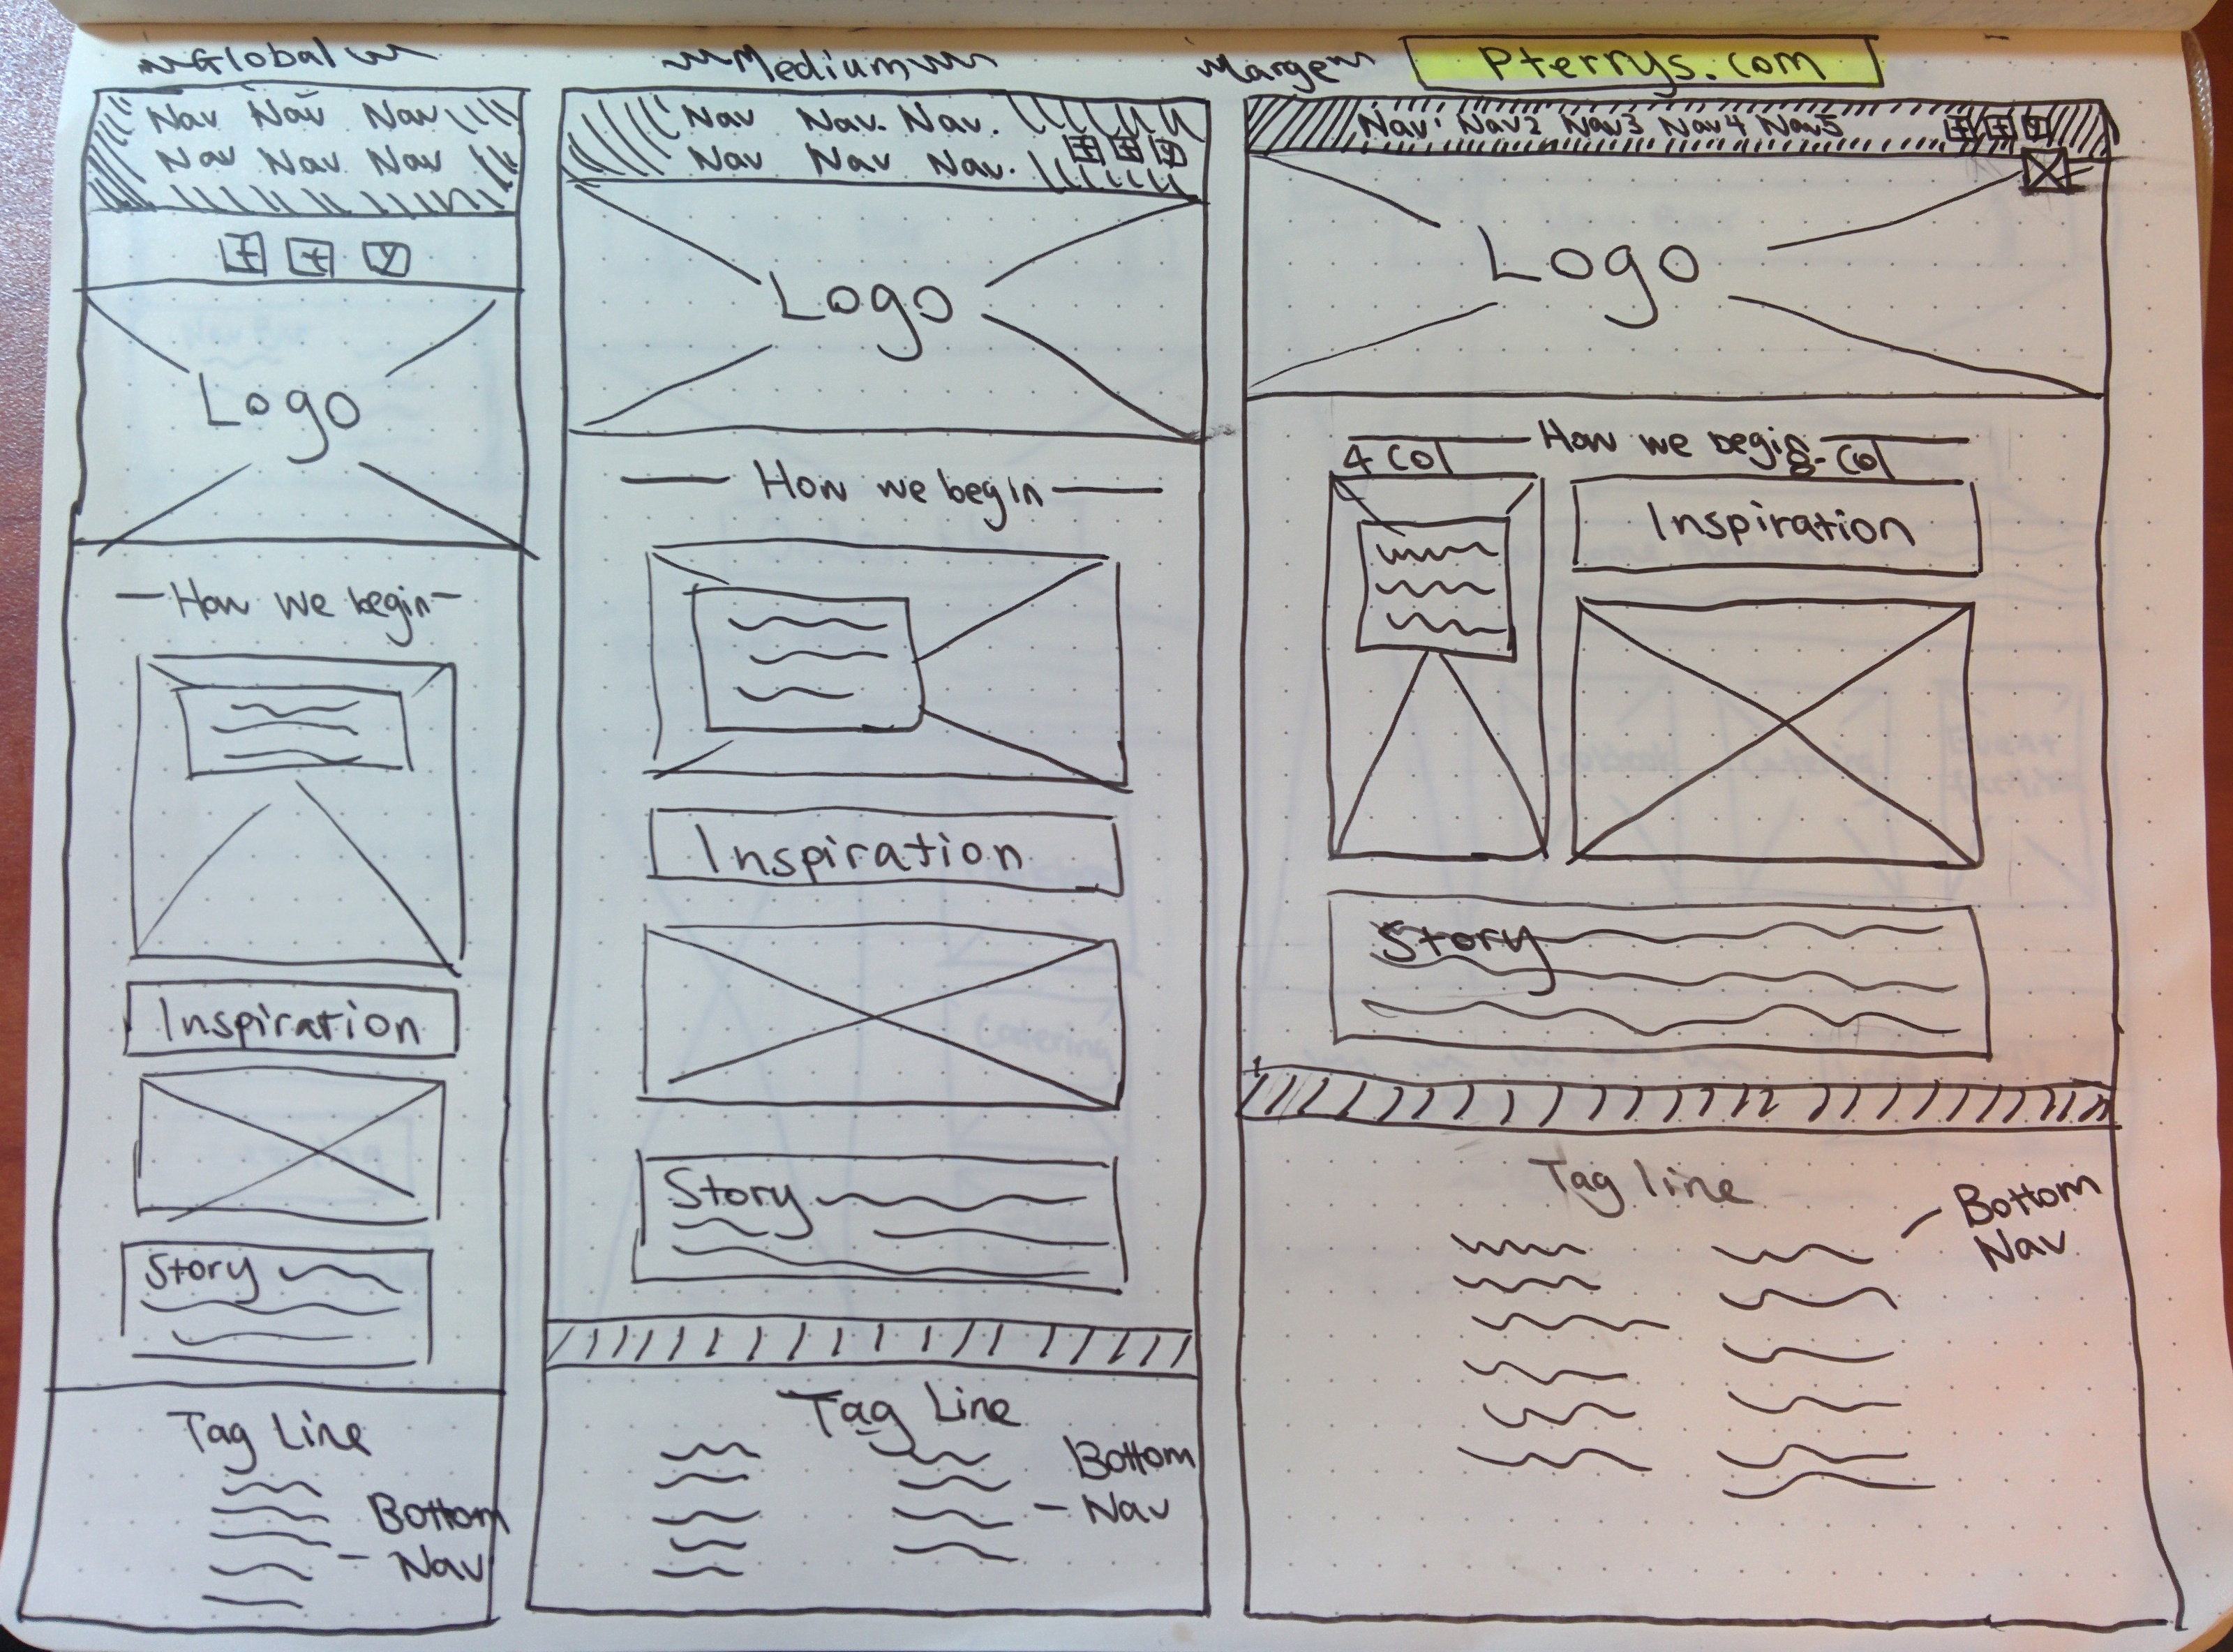 Global
Nav Nav Nav
Nav Nav Nav
Logo
How we begin
Inspiration
Story
Tag Line
Bottom
Nav
Medium
Nav Nav. Nav.
Nav Nav Nav.
Logo
How we begin
Inspiration
Story
Tag Line
Bottom
Nav
Large
Pterrys.com
Nav1 Nav2 Nav3 Nav4 Nav5
Logo
How we begin
4 Col
8-Col
Inspiration
Story
Tag line
Bottom
Nav